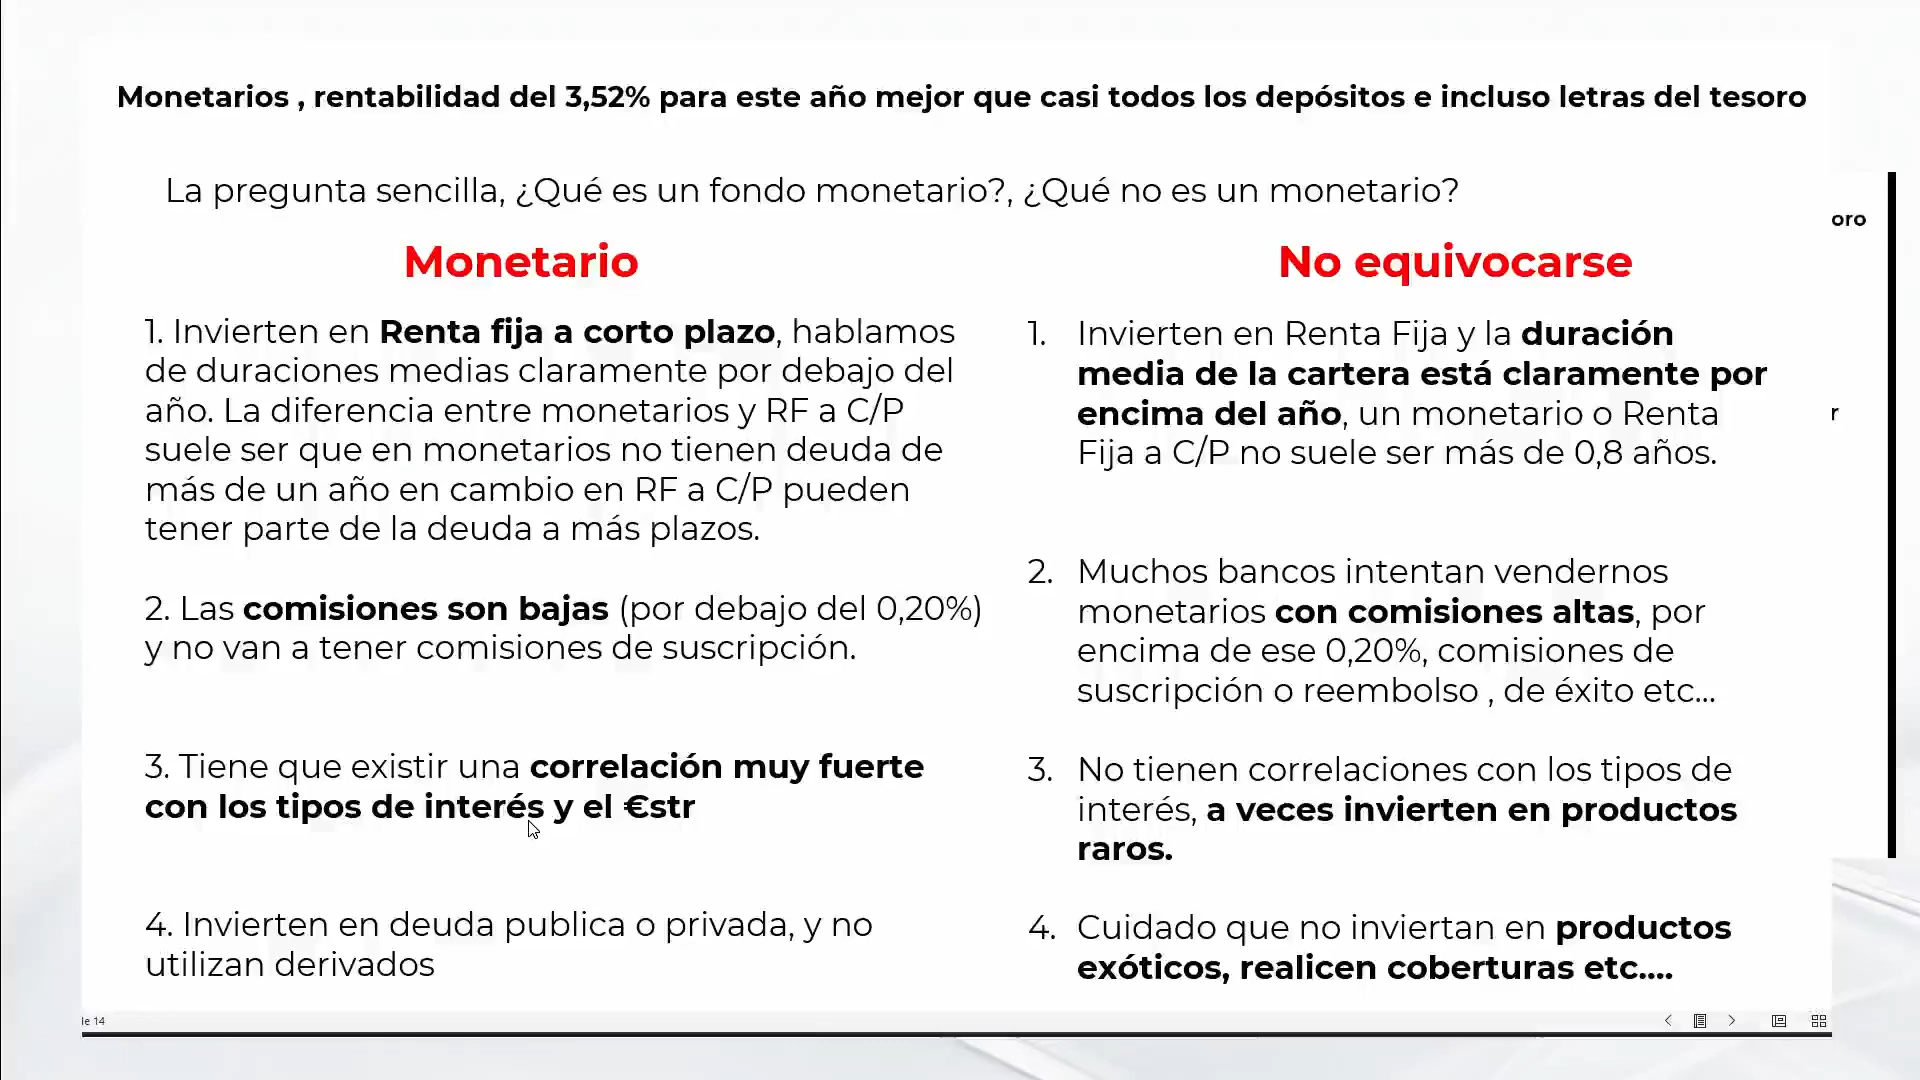 Monetarios , rentabilidad del 3,52% para este año mejor que casi todos los depósitos e incluso letras del tesoro
La pregunta sencilla, ¿Qué es un fondo monetario?, ¿Qué no es un monetario?
oro
Monetario
1. Invierten en Renta fija a corto plazo, hablamos
de duraciones medias claramente por debajo del
año. La diferencia entre monetarios y RF a C/P
suele ser que en monetarios no tienen deuda de
más de un año en cambio en RF a C/P pueden
tener parte de la deuda a más plazos.
2. Las comisiones son bajas (por debajo del 0,20%)
y no van a tener comisiones de suscripción.
3. Tiene que existir una correlación muy fuerte
con los tipos de interés y el €str
4. Invierten en deuda publica o privada, y no
utilizan derivados
No equivocarse
1. Invierten en Renta Fija y la duración
media de la cartera está claramente por
encima del año, un monetario o Renta
Fija a C/P no suele ser más de 0,8 años.
r
2. Muchos bancos intentan vendernos
monetarios con comisiones altas, por
encima de ese 0,20%, comisiones de
suscripción o reembolso , de éxito etc...
3. No tienen correlaciones con los tipos de
interés, a veces invierten en productos
raros.
4. Cuidado que no inviertan en productos
exóticos, realicen coberturas etc....
de 14